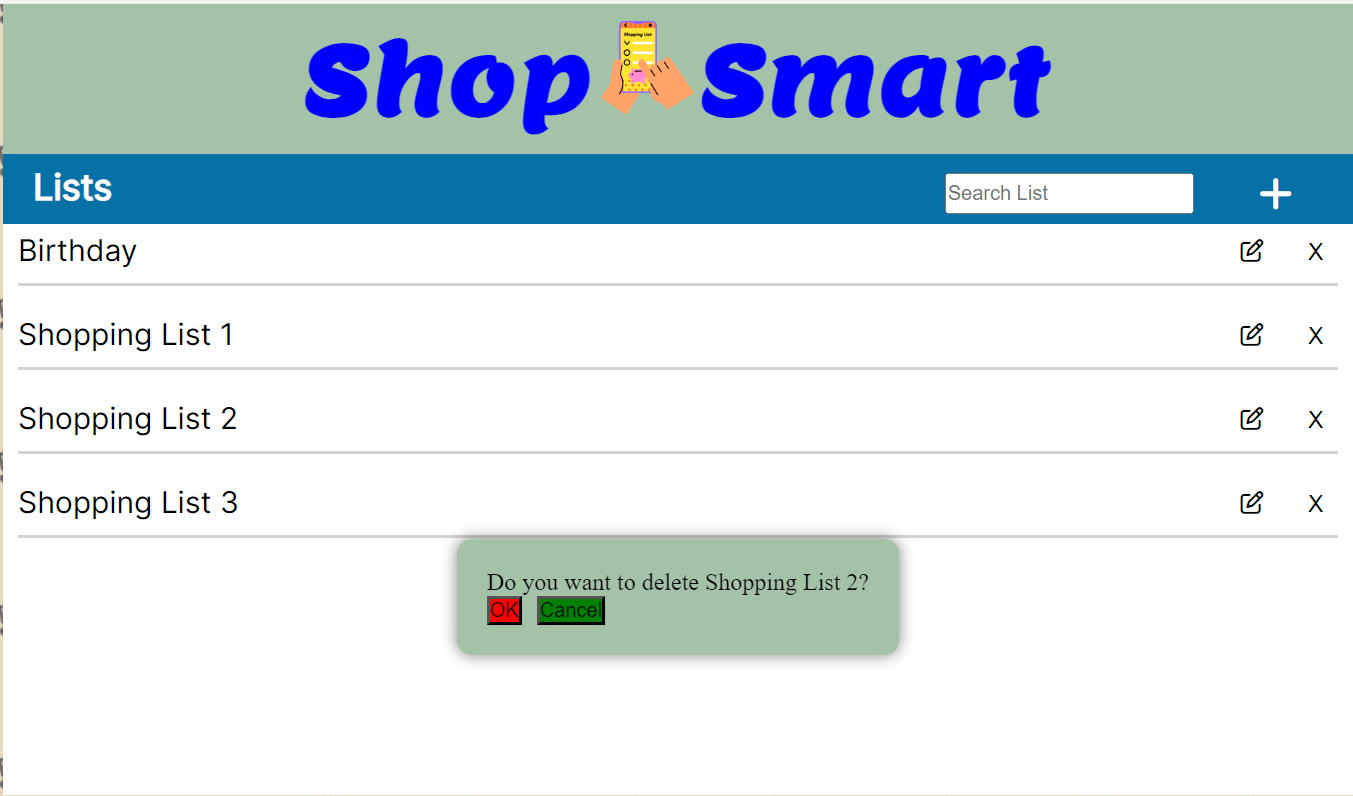 Shop Smart
Shopping List
Lists
Search List
Birthday
X
Shopping List 1
X
Shopping List 2
X
Shopping List 3
X
Do you want to delete Shopping List 2?
OK Cancel